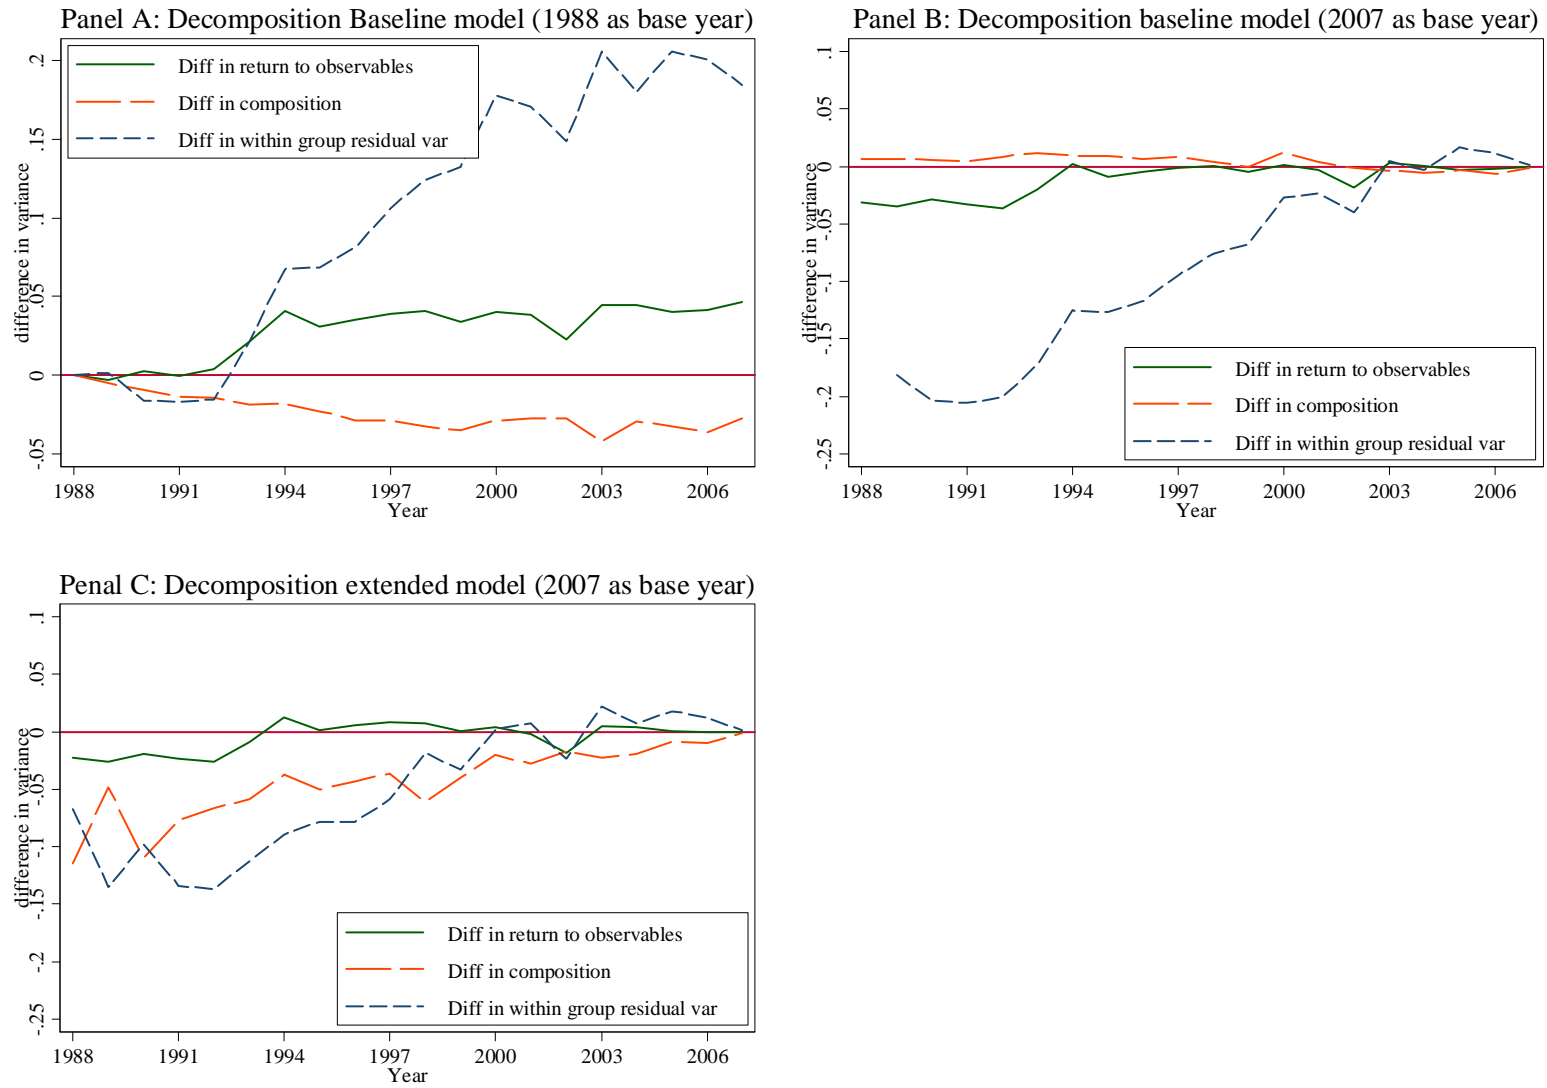 Panel A: Decomposition Baseline model (1988 as base year)
Diff in return to observables
Diff in composition
Diff in within group residual var
difference in variance
.2
.15
.1
.05
0
-.05
1988
1991
1994
1997
2000
2003
2006
Year
Panel B: Decomposition baseline model (2007 as base year)
difference in variance
.1
.05
0
-.05
-.1
-.15
-.2
-.25
Diff in return to observables
Diff in composition
Diff in within group residual var
1988
1991
1994
1997
2000
2003
2006
Year
Penal C: Decomposition extended model (2007 as base year)
difference in variance
.1
.05
0
-.05
-.1
-.15
-.2
-.25
Diff in return to observables
Diff in composition
Diff in within group residual var
1988
1991
1994
1997
2000
2003
2006
Year